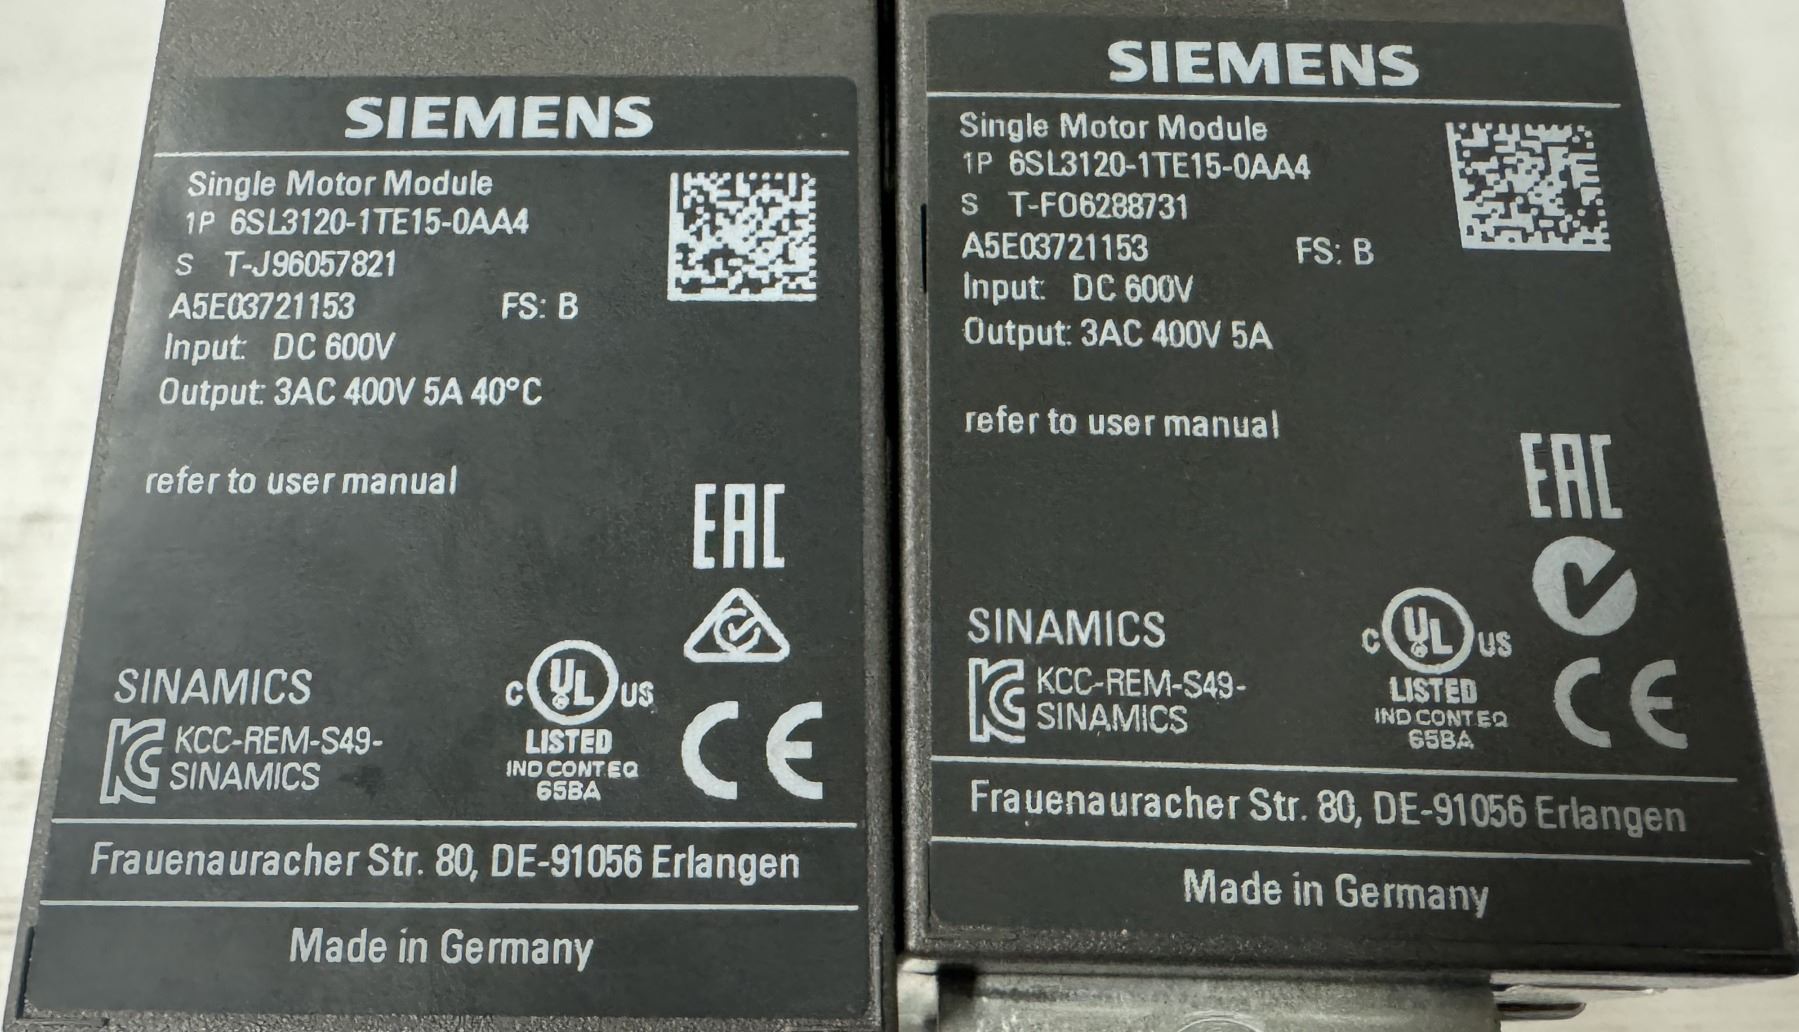 SIEMENS
Single Motor Module
1P 6SL3120-1TE15-0AA4
S T-J96057821
A5E03721153 FS: B
Input: DC 600V
Output: 3AC 400V 5A 40°C
refer to user manual
EAC
SINAMICS
KCC-REM-S49-
SINAMICS
C UL US
LISTED
IND CONT EQ
65BA
CE
Frauenauracher Str. 80, DE-91056 Erlangen
Made in Germany
SIEMENS
Single Motor Module
1P 6SL3120-1TE15-0AA4
S T-FO6288731
A5E03721153 FS: B
Input: DC 600V
Output: 3AC 400V 5A
refer to user manual
EAC
SINAMICS
KCC-REM-S49-
SINAMICS
C UL US
LISTED
IND CONT EQ
65BA
CE
Frauenauracher Str. 80, DE-91056 Erlangen
Made in Germany